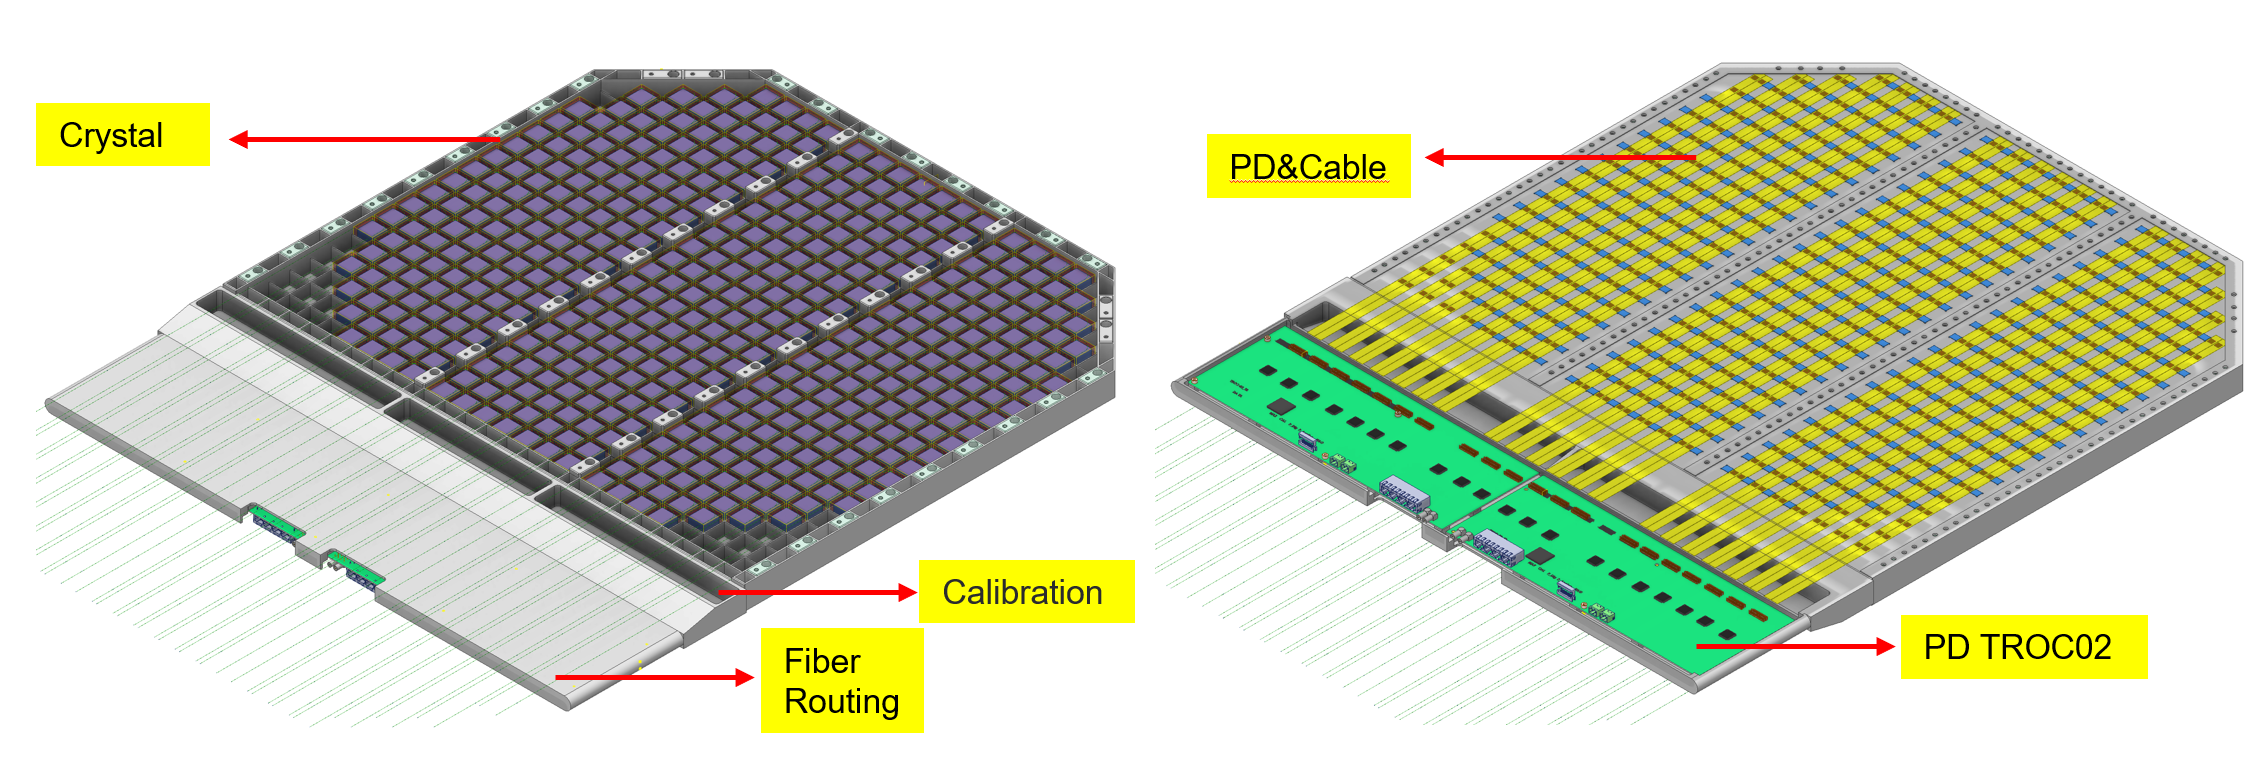 Crystal
PD&Cable
Calibration
Fiber
Routing
PD TROC02